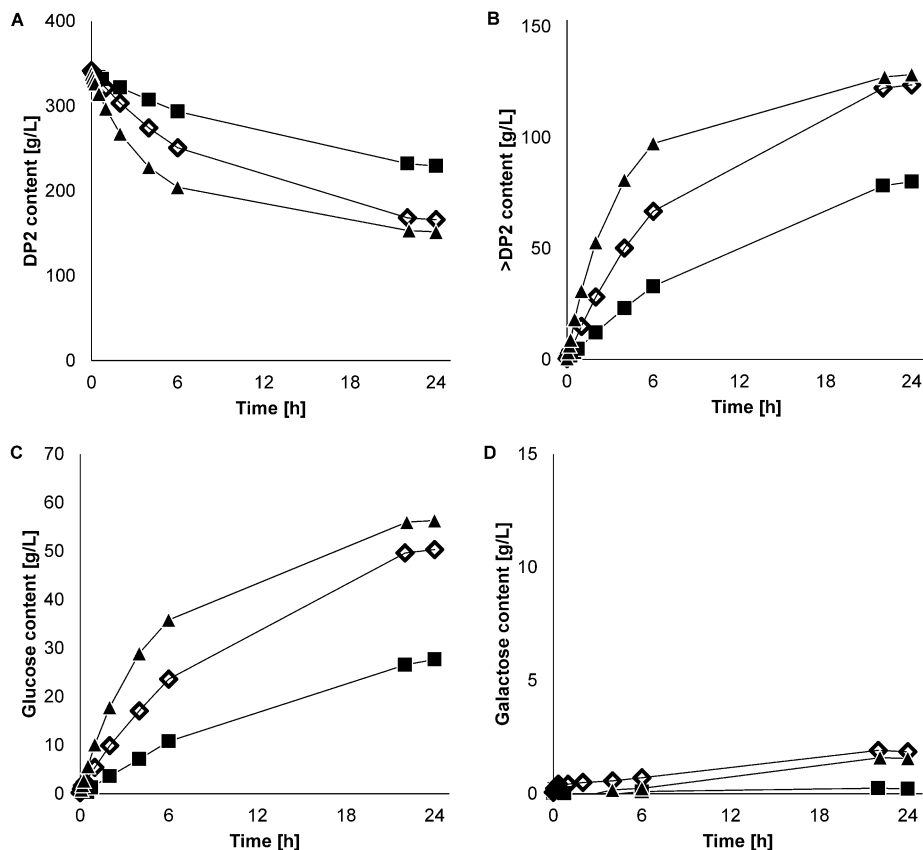 A
400
300
200
100
0
DP2 content [g/L]
0 6 12 18 24
Time [h]
B
150
100
50
0
>DP2 content [g/L]
0 6 12 18 24
Time [h]
C
70
60
50
40
30
20
10
0
Glucose content [g/L]
0 6 12 18 24
Time [h]
D
15
10
5
0
Galactose content [g/L]
0 6 12 18 24
Time [h]